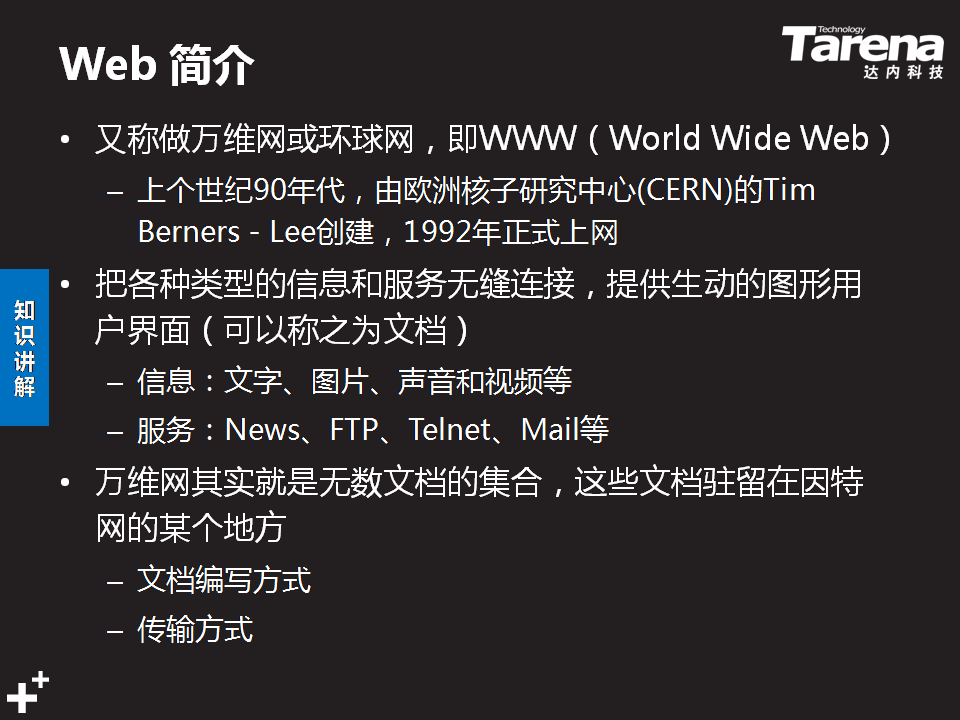 Web 简介
Technology
Tarena
达内科技
• 又称做万维网或环球网，即WWW（World Wide Web）
– 上个世纪90年代，由欧洲核子研究中心(CERN)的Tim
Berners - Lee创建，1992年正式上网
• 把各种类型的信息和服务无缝连接，提供生动的图形用
户界面（可以称之为文档）
– 信息：文字、图片、声音和视频等
– 服务：News、FTP、Telnet、Mail等
• 万维网其实就是无数文档的集合，这些文档驻留在因特
网的某个地方
– 文档编写方式
– 传输方式
知识讲解